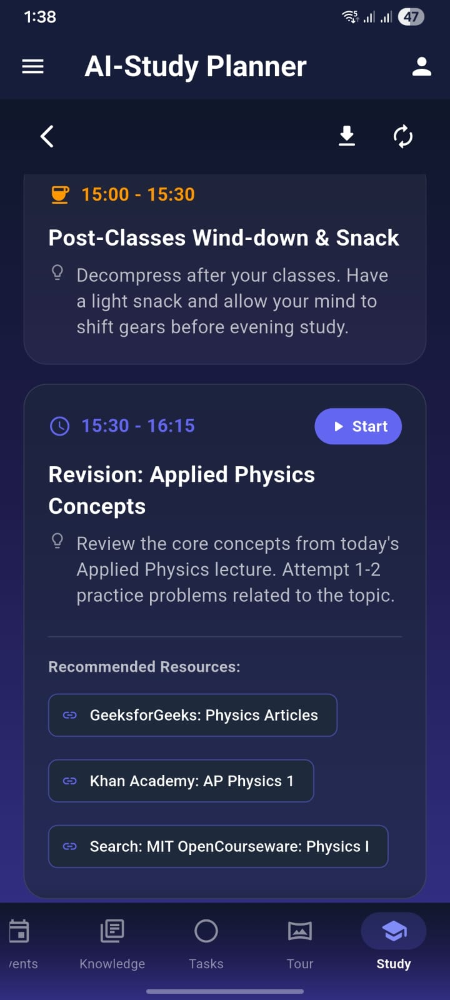 1:38
5
47
AI-Study Planner
15:00 - 15:30
Post-Classes Wind-down & Snack
Decompress after your classes. Have
a light snack and allow your mind to
shift gears before evening study.
15:30 - 16:15
Start
Revision: Applied Physics
Concepts
Review the core concepts from today's
Applied Physics lecture. Attempt 1-2
practice problems related to the topic.
Recommended Resources:
GeeksforGeeks: Physics Articles
Khan Academy: AP Physics 1
Search: MIT OpenCourseware: Physics I
vents
Knowledge
Tasks
Tour
Study